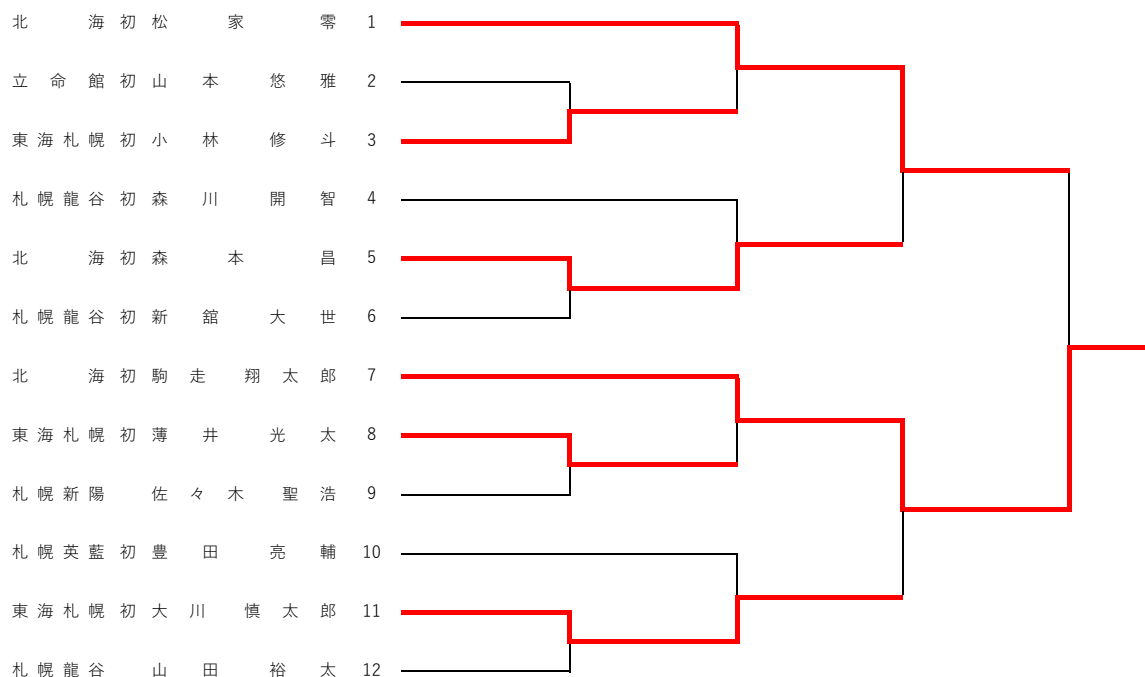 北海 初 松家零 1
立命館 初 山本悠雅 2
東海札幌 初 小林修斗 3
札幌龍谷 初 森川開智 4
北海 初 森本昌 5
札幌龍谷 初 新舘大世 6
北海 初 駒走翔太郎 7
東海札幌 初 薄井光太 8
札幌新陽 佐々木聖浩 9
札幌英藍 初 豊田亮輔 10
東海札幌 初 大川慎太郎 11
札幌龍谷 山田裕太 12